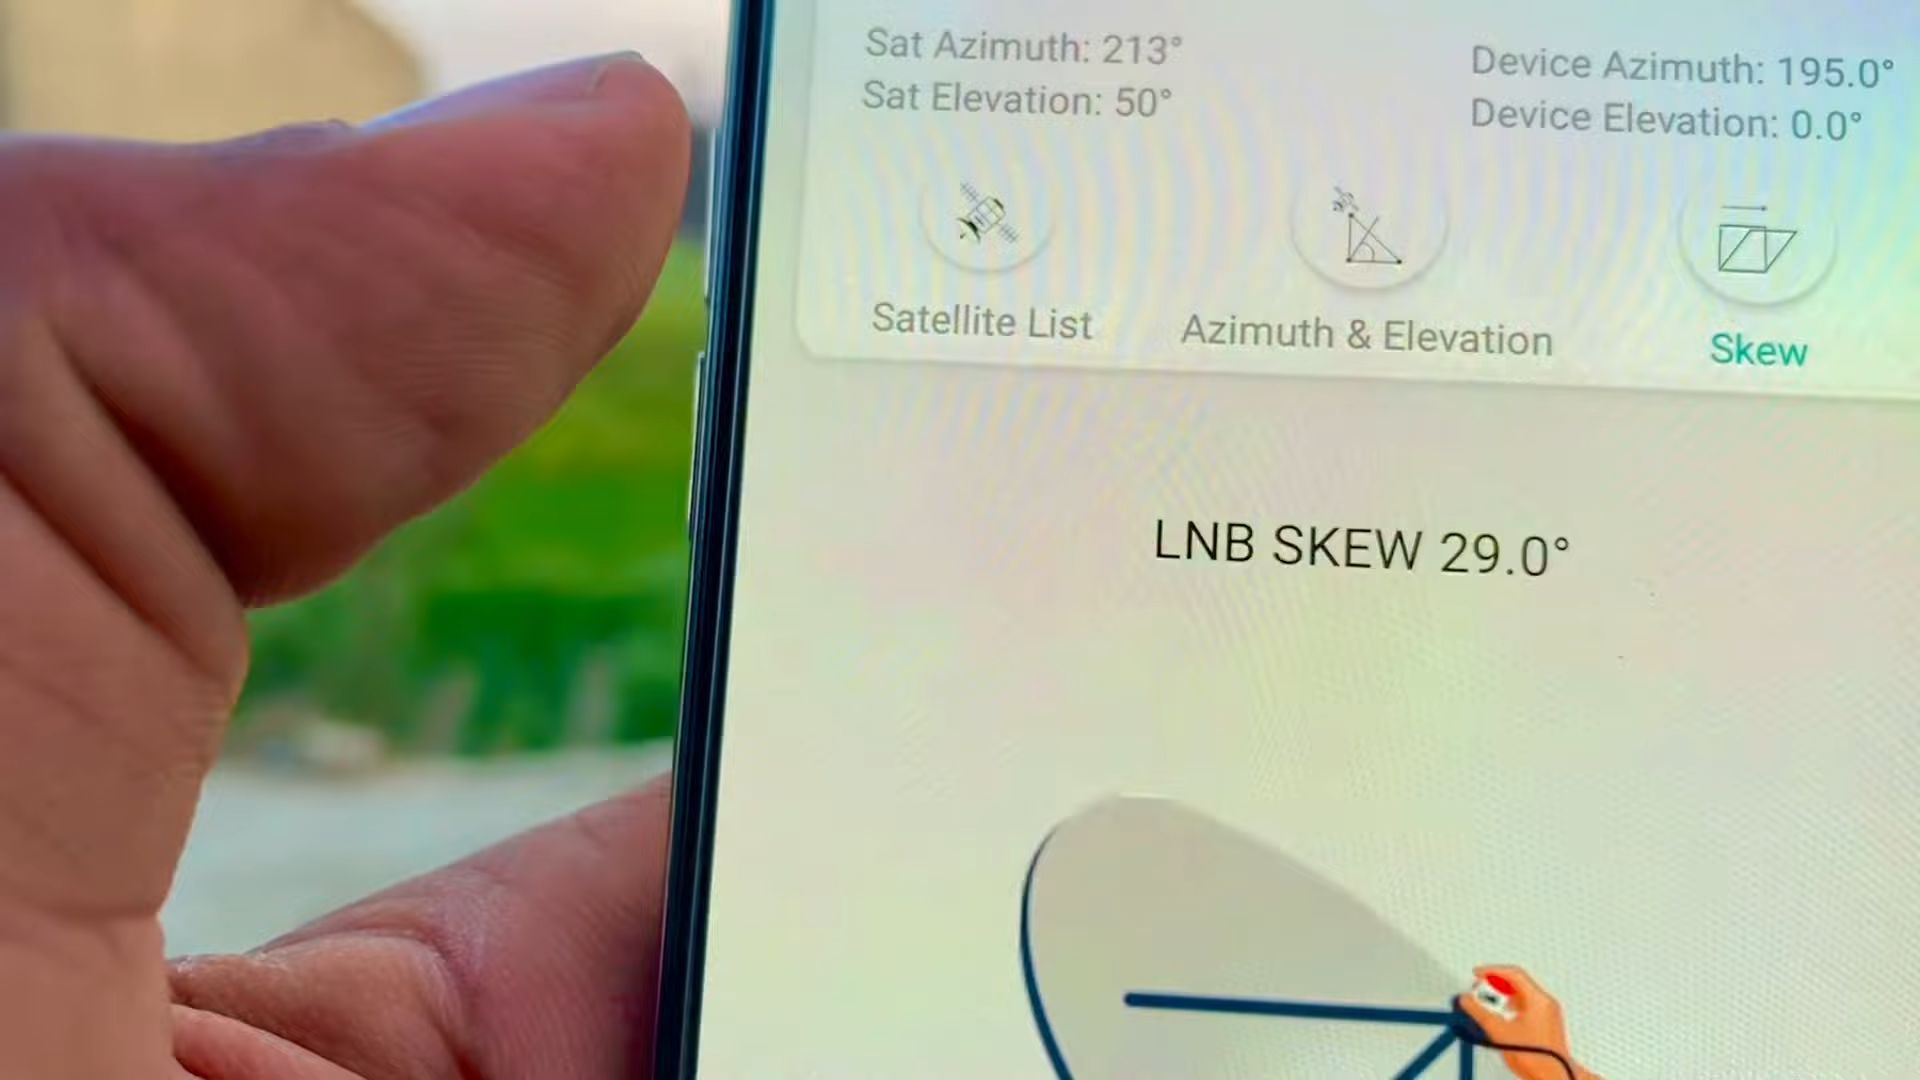 Sat Azimuth: 213°
Sat Elevation: 50°
Device Azimuth: 195.0°
Device Elevation: 0.0°
Satellite List
Azimuth & Elevation
Skew
LNB SKEW 29.0°